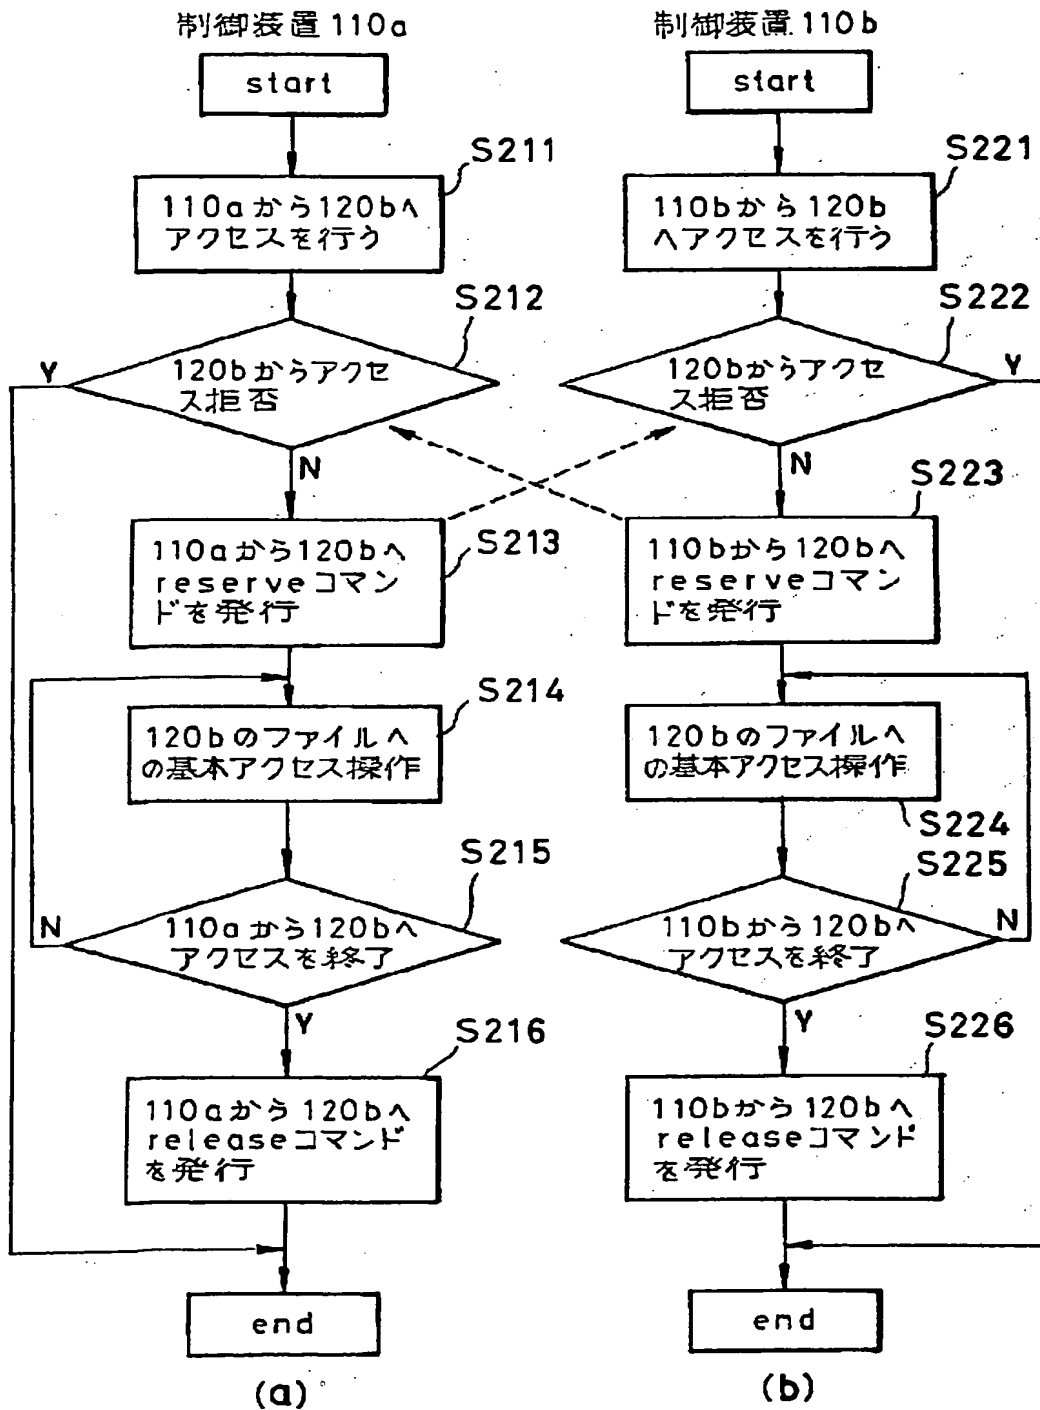 制御装置110a
start
S211
110aから120bへ
アクセスを行う
S212
Y
120bからアクセ
ス拒否
N
S213
110aから120bへ
reserveコマン
ドを発行
S214
120bのファイルへ
の基本アクセス操作
S215
N
110aから120bへ
アクセスを終了
Y
S216
110aから120bへ
releaseコマンド
を発行
end
(a)
制御装置110b
start
S221
110bから120b
へアクセスを行う
S222
Y
120bからアクセ
ス拒否
N
S223
110bから120bへ
reserveコマン
ドを発行
120bのファイルへ
の基本アクセス操作
S224
S225
N
110bから120bへ
アクセスを終了
Y
S226
110bから120bへ
releaseコマンド
を発行
end
(b)